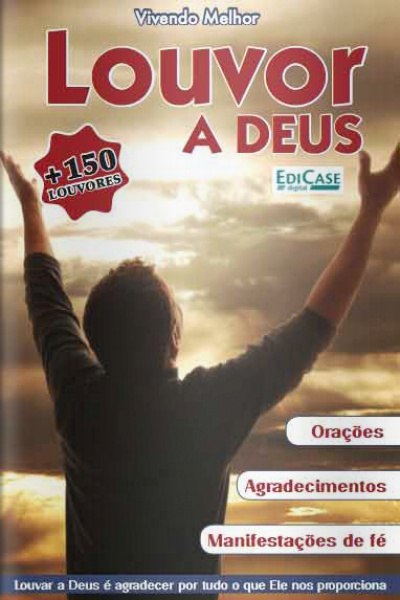 Vivendo Melhor
Louvor
A DEUS
+ 150
LOUVORES
EDICASE
digital
Orações
Agradecimentos
Manifestações de fé
Louvar a Deus é agradecer por tudo o que Ele nos proporciona